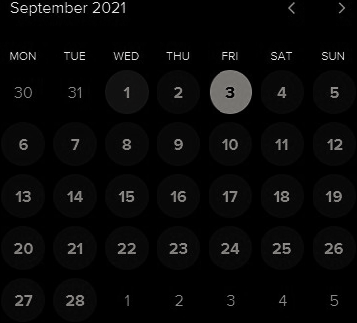 September 2021
MON TUE WED THU FRI SAT SUN
30 31 1 2 3 4 5
6 7 8 9 10 11 12
13 14 15 16 17 18 19
20 21 22 23 24 25 26
27 28 1 2 3 4 5